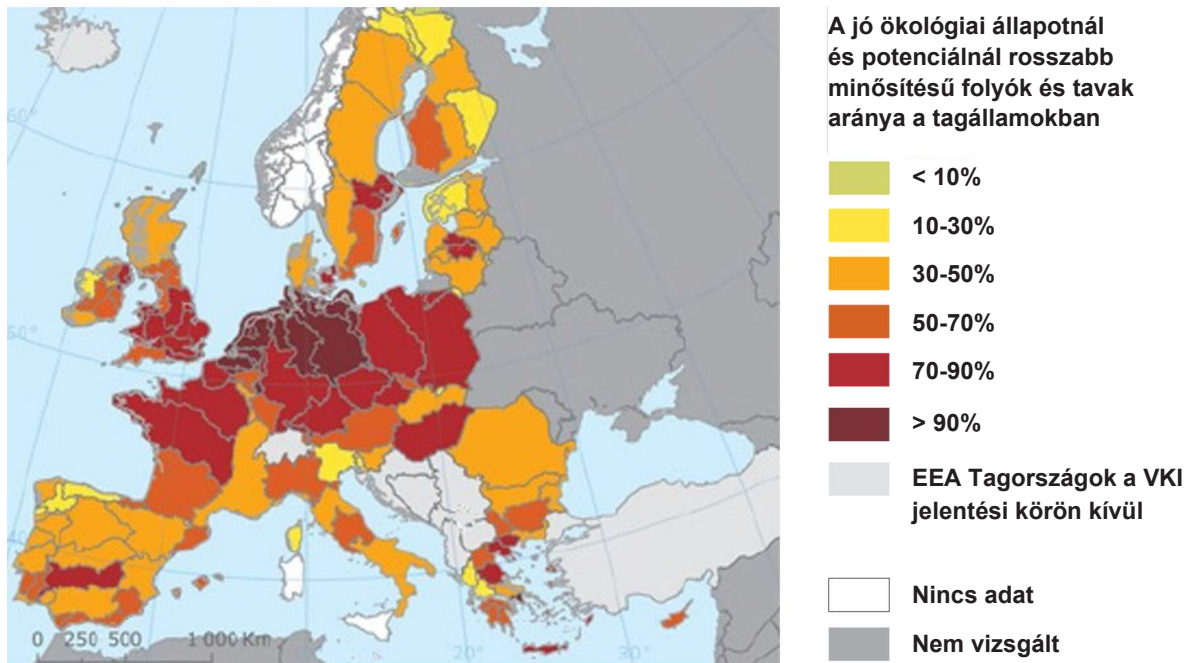 A jó ökológiai állapotnál
és potenciálnál rosszabb
minősítésű folyók és tavak
aránya a tagállamokban
< 10%
10-30%
30-50%
50-70%
70-90%
> 90%
EEA Tagországok a VKI
jelentési körön kívül
Nincs adat
Nem vizsgált
60°
50°
40°
0 250 500 1 000 Km
20°
30°